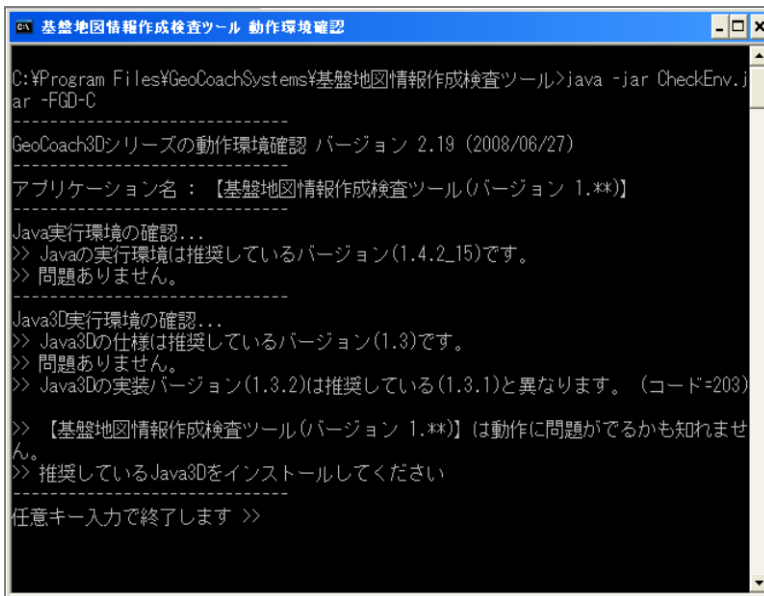 基盤地図情報作成検査ツール 動作環境確認
C:¥Program Files¥GeoCoachSystems¥基盤地図情報作成検査ツール>java -jar CheckEnv.j
ar -FGD-C
------------------------------
GeoCoach3Dシリーズの動作環境確認 バージョン 2.19 (2008/06/27)
------------------------------
アプリケーション名 : 【基盤地図情報作成検査ツール(バージョン 1.**)】
------------------------------
Java実行環境の確認...
>> Javaの実行環境は推奨しているバージョン(1.4.2_15)です。
>> 問題ありません。
------------------------------
Java3D実行環境の確認...
>> Java3Dの仕様は推奨しているバージョン(1.3)です。
>> 問題ありません。
>> Java3Dの実装バージョン(1.3.2)は推奨している(1.3.1)と異なります。 (コード=203)
>> 【基盤地図情報作成検査ツール(バージョン 1.**)】は動作に問題がでるかも知れませ
ん。
>> 推奨しているJava3Dをインストールしてください
------------------------------
任意キー入力で終了します >>